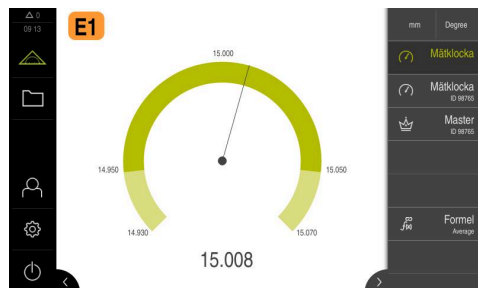 △ 0
09 13
E1
mm Degree
Mätklocka
Mätklocka
ID 98765
Master
ID 98765
Formel
Average
15.000
14.950
15.050
14.930
15.070
15.008
f(x)